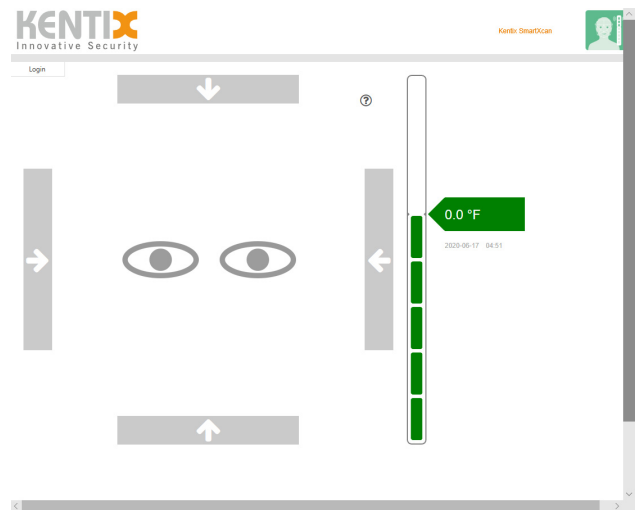 KENTIX
Innovative Security
Kentix SmartXcan
Login
?
0.0 °F
2020-06-17 04:51